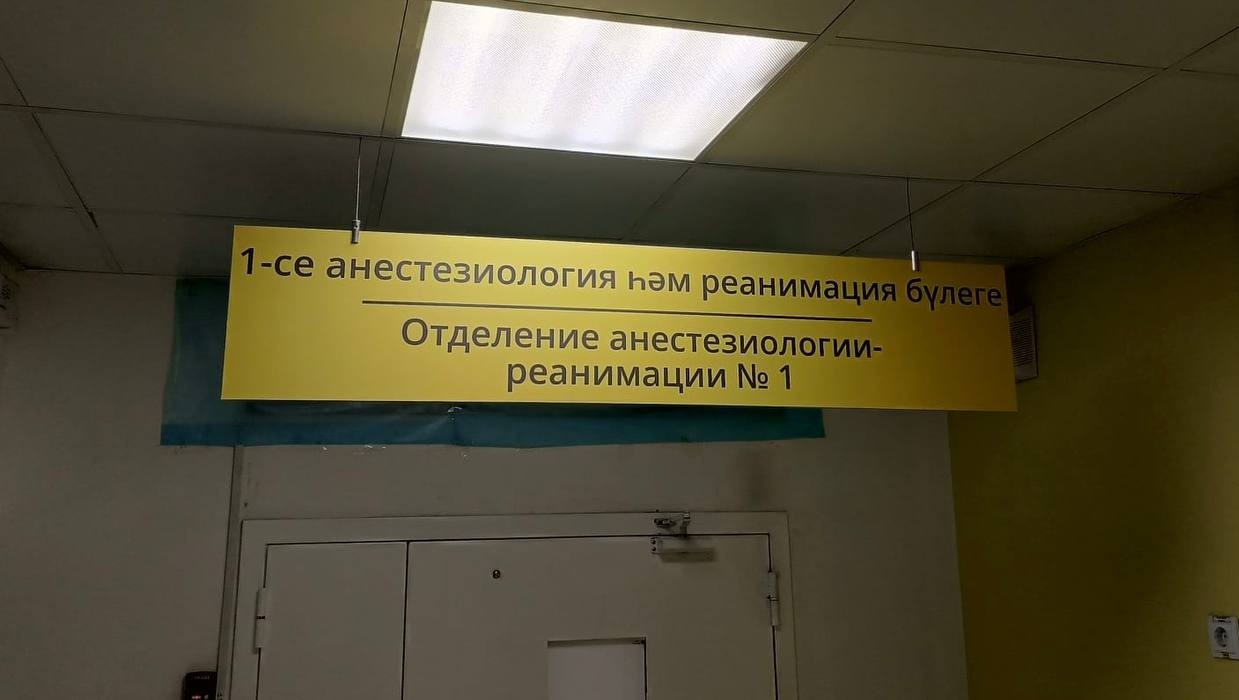 1-се анестезиология һәм реанимация бүлеге
Отделение анестезиологии-
реанимации № 1